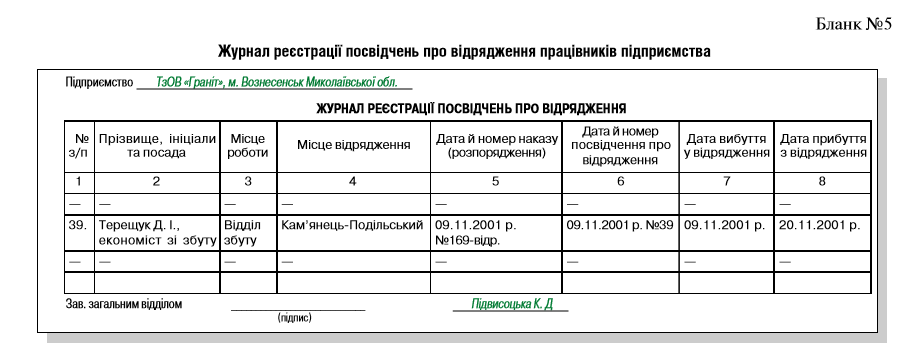 Бланк №5
Журнал реєстрації посвідчень про відрядження працівників підприємства
Підприємство ТзОВ «Граніт», м. Вознесенськ Миколаївської обл.
ЖУРНАЛ РЕЄСТРАЦІЇ ПОСВІДЧЕНЬ ПРО ВІДРЯДЖЕННЯ
№ з/п
Прізвище, ініціали та посада
Місце роботи
Місце відрядження
Дата й номер наказу (розпорядження)
Дата й номер посвідчення про відрядження
Дата вибуття у відрядження
Дата прибуття з відрядження
1 2 3 4 5 6 7 8
— — — — — — — —
39. Терещук Д. І., економіст зі збуту Відділ збуту Кам’янець-Подільський 09.11.2001 р. №169-відр. 09.11.2001 р. №39 09.11.2001 р. 20.11.2001 р.
— — — — — — — —
Зав. загальним відділом Підвисоцька К. Д
(підпис)